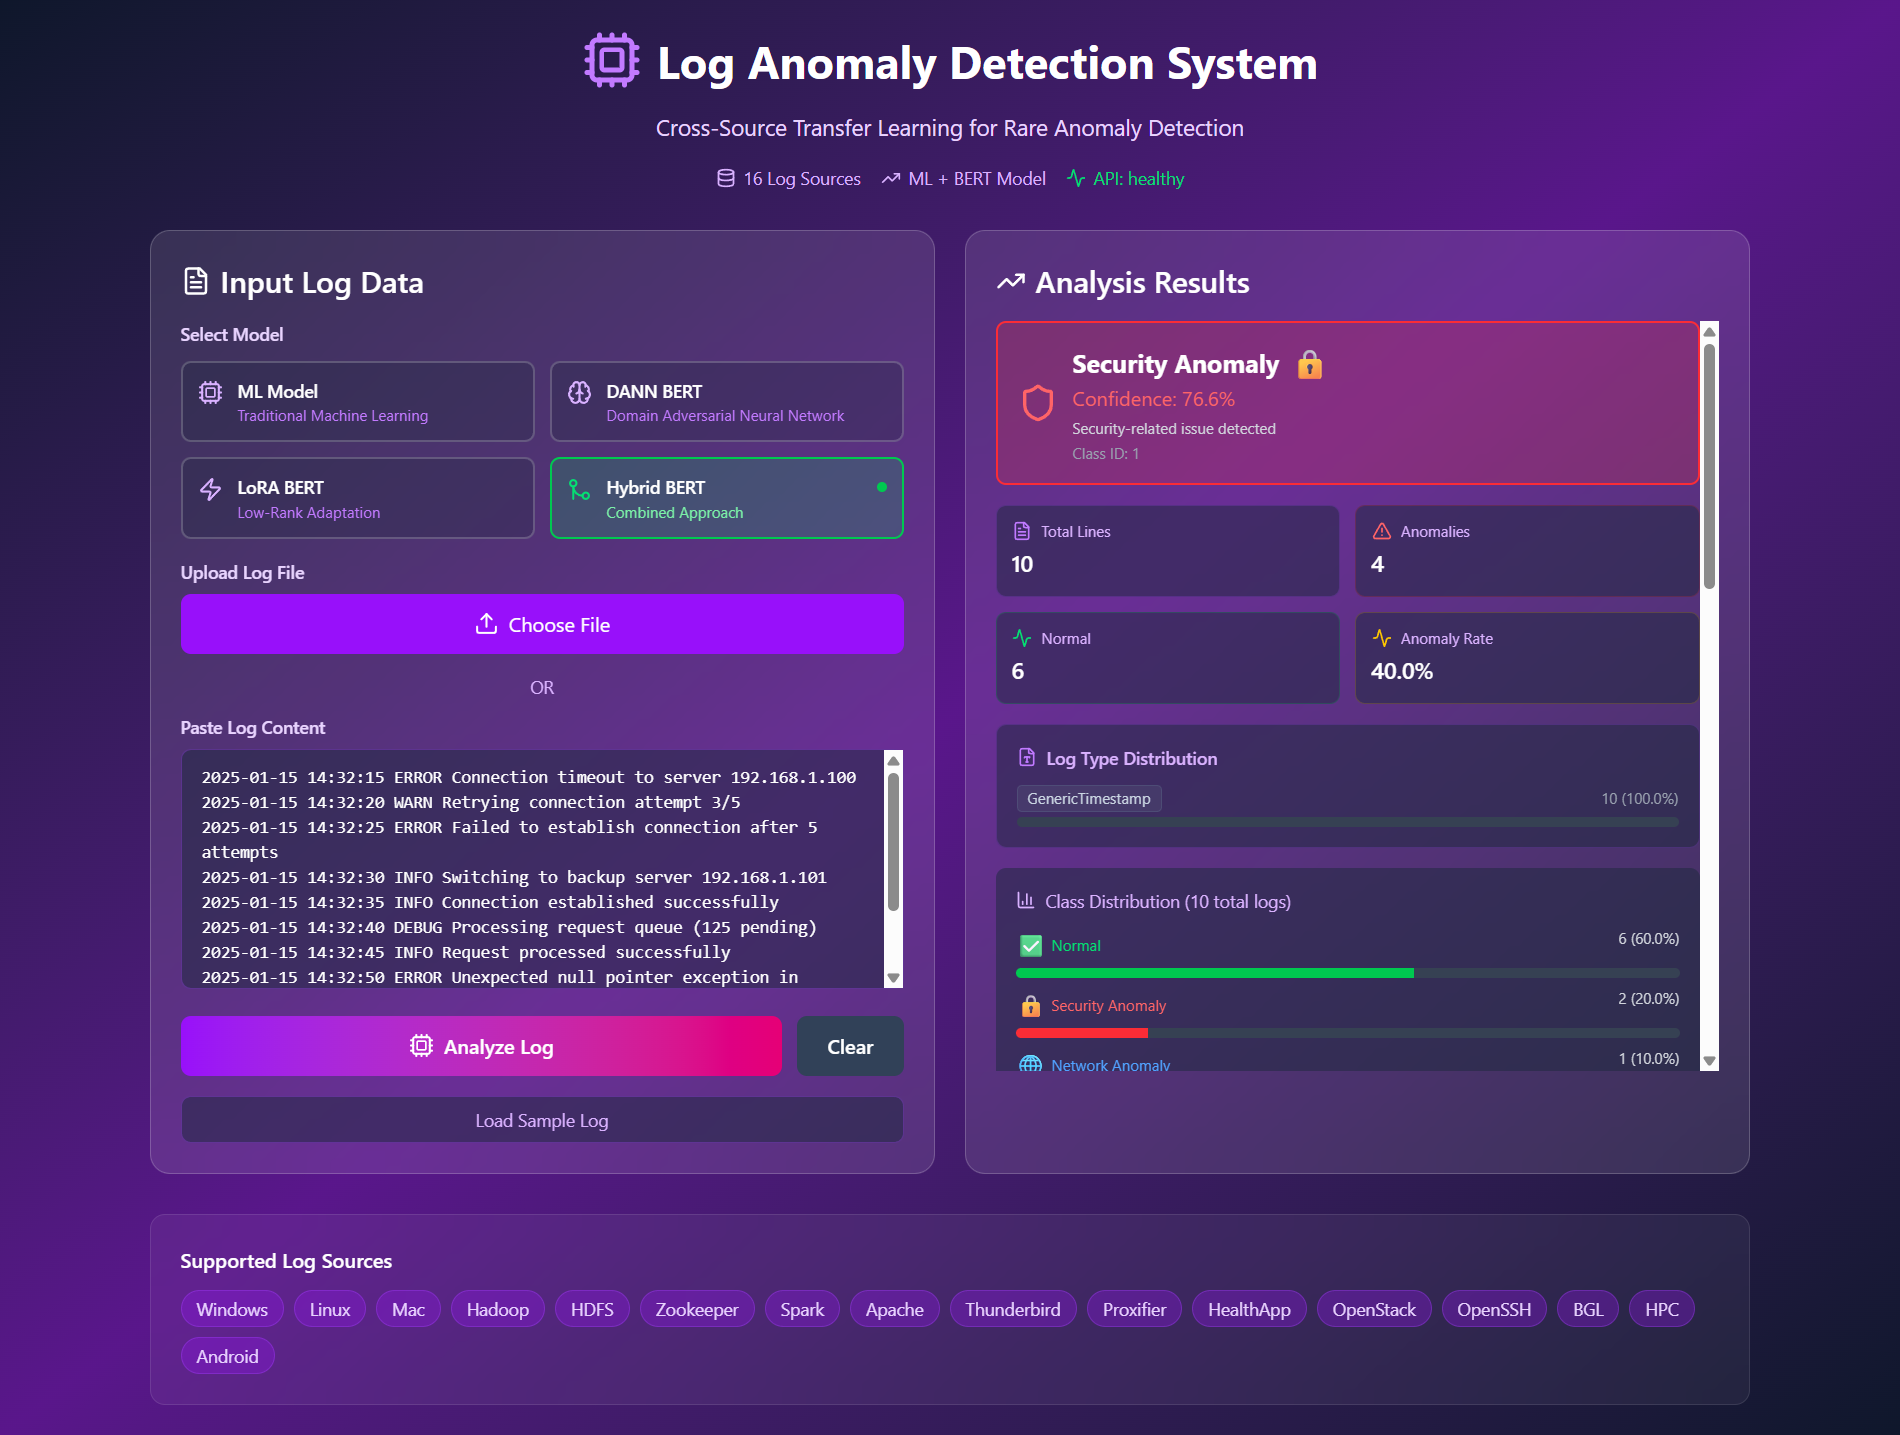 Log Anomaly Detection System
Cross-Source Transfer Learning for Rare Anomaly Detection
16 Log Sources
ML + BERT Model
API: healthy
Input Log Data
Select Model
ML Model
Traditional Machine Learning
DANN BERT
Domain Adversarial Neural Network
LoRA BERT
Low-Rank Adaptation
Hybrid BERT
Combined Approach
Upload Log File
Choose File
OR
Paste Log Content
2025-01-15 14:32:15 ERROR Connection timeout to server 192.168.1.100
2025-01-15 14:32:20 WARN Retrying connection attempt 3/5
2025-01-15 14:32:25 ERROR Failed to establish connection after 5
attempts
2025-01-15 14:32:30 INFO Switching to backup server 192.168.1.101
2025-01-15 14:32:35 INFO Connection established successfully
2025-01-15 14:32:40 DEBUG Processing request queue (125 pending)
2025-01-15 14:32:45 INFO Request processed successfully
2025-01-15 14:32:50 ERROR Unexpected null pointer exception in
Analyze Log
Clear
Load Sample Log
Analysis Results
Security Anomaly
Confidence: 76.6%
Security-related issue detected
Class ID: 1
Total Lines
10
Anomalies
4
Normal
6
Anomaly Rate
40.0%
Log Type Distribution
GenericTimestamp
10 (100.0%)
Class Distribution (10 total logs)
Normal
6 (60.0%)
Security Anomaly
2 (20.0%)
Network Anomaly
1 (10.0%)
Supported Log Sources
Windows
Linux
Mac
Hadoop
HDFS
Zookeeper
Spark
Apache
Thunderbird
Proxifier
HealthApp
OpenStack
OpenSSH
BGL
HPC
Android